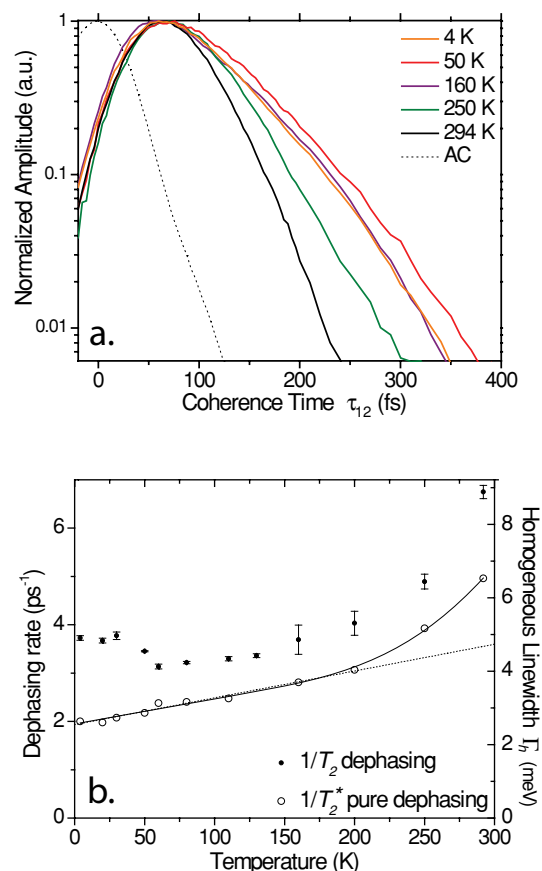 1
4 K
50 K
160 K
250 K
294 K
AC
0.1
0.01
Normalized Amplitude (a.u.)
a.
0 100 200 300 400
Coherence Time τ12 (fs)
6
4
2
0
Dephasing rate (ps-1)
8
6
4
2
0
Homogeneous Linewidth Γh (meV)
1/T2 dephasing
1/T2* pure dephasing
b.
0 50 100 150 200 250 300
Temperature (K)